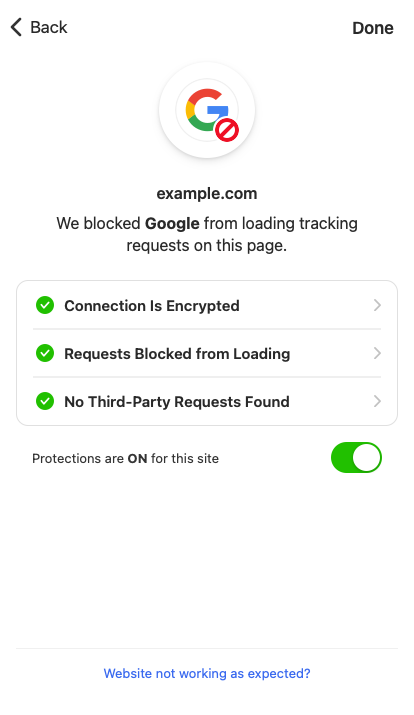 Back
Done
example.com
We blocked Google from loading tracking
requests on this page.
Connection Is Encrypted
Requests Blocked from Loading
No Third-Party Requests Found
Protections are ON for this site
Website not working as expected?